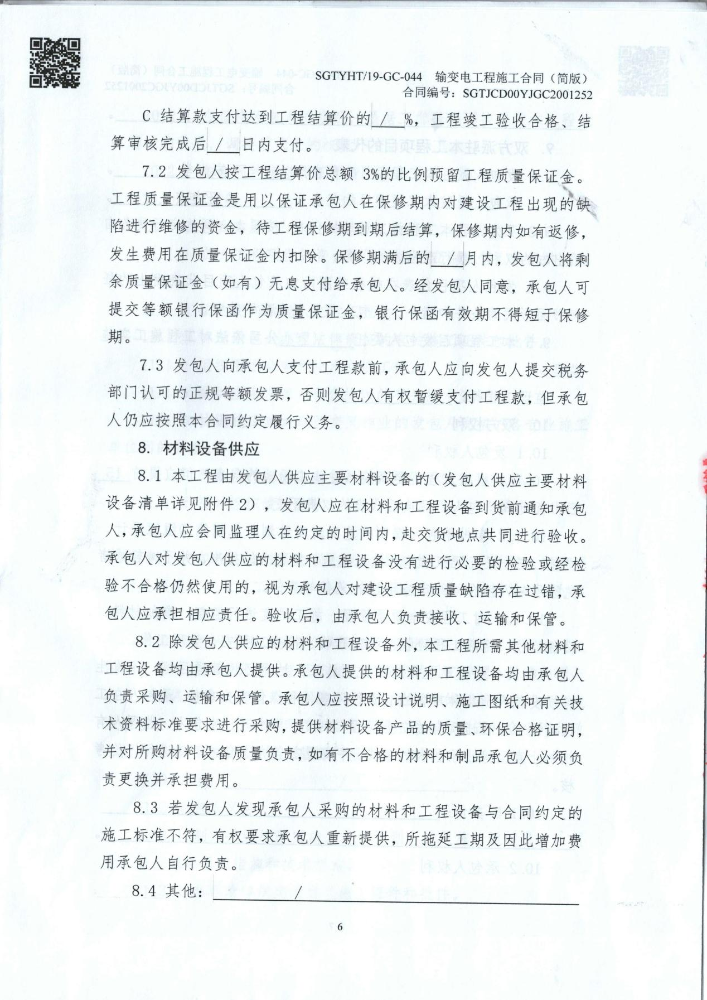 SGTYHT/19-GC-044 输变电工程施工合同（简版）
合同编号：SGTJCD00YJGC2001252
C 结算款支付达到工程结算价的 / %，工程竣工验收合格、结
算审核完成后 / 日内支付。
7.2 发包人按工程结算价总额 3%的比例预留工程质量保证金。
工程质量保证金是用以保证承包人在保修期内对建设工程出现的缺
陷进行维修的资金，待工程保修期到期后结算，保修期内如有返修，
发生费用在质量保证金内扣除。保修期满后的 / 月内，发包人将剩
余质量保证金（如有）无息支付给承包人。经发包人同意，承包人可
提交等额银行保函作为质量保证金，银行保函有效期不得短于保修
期。
7.3 发包人向承包人支付工程款前，承包人应向发包人提交税务
部门认可的正规等额发票，否则发包人有权暂缓支付工程款，但承包
人仍应按照本合同约定履行义务。
8. 材料设备供应
8.1 本工程由发包人供应主要材料设备的（发包人供应主要材料
设备清单详见附件2），发包人应在材料和工程设备到货前通知承包
人，承包人应会同监理人在约定的时间内，赴交货地点共同进行验收。
承包人对发包人供应的材料和工程设备没有进行必要的检验或经检
验不合格仍然使用的，视为承包人对建设工程质量缺陷存在过错，承
包人应承担相应责任。验收后，由承包人负责接收、运输和保管。
8.2 除发包人供应的材料和工程设备外，本工程所需其他材料和
工程设备均由承包人提供。承包人提供的材料和工程设备均由承包人
负责采购、运输和保管。承包人应按照设计说明、施工图纸和有关技
术资料标准要求进行采购，提供材料设备产品的质量、环保合格证明，
并对所购材料设备质量负责，如有不合格的材料和制品承包人必须负
责更换并承担费用。
8.3 若发包人发现承包人采购的材料和工程设备与合同约定的
施工标准不符，有权要求承包人重新提供，所拖延工期及因此增加费
用承包人自行负责。
8.4 其他： /
6